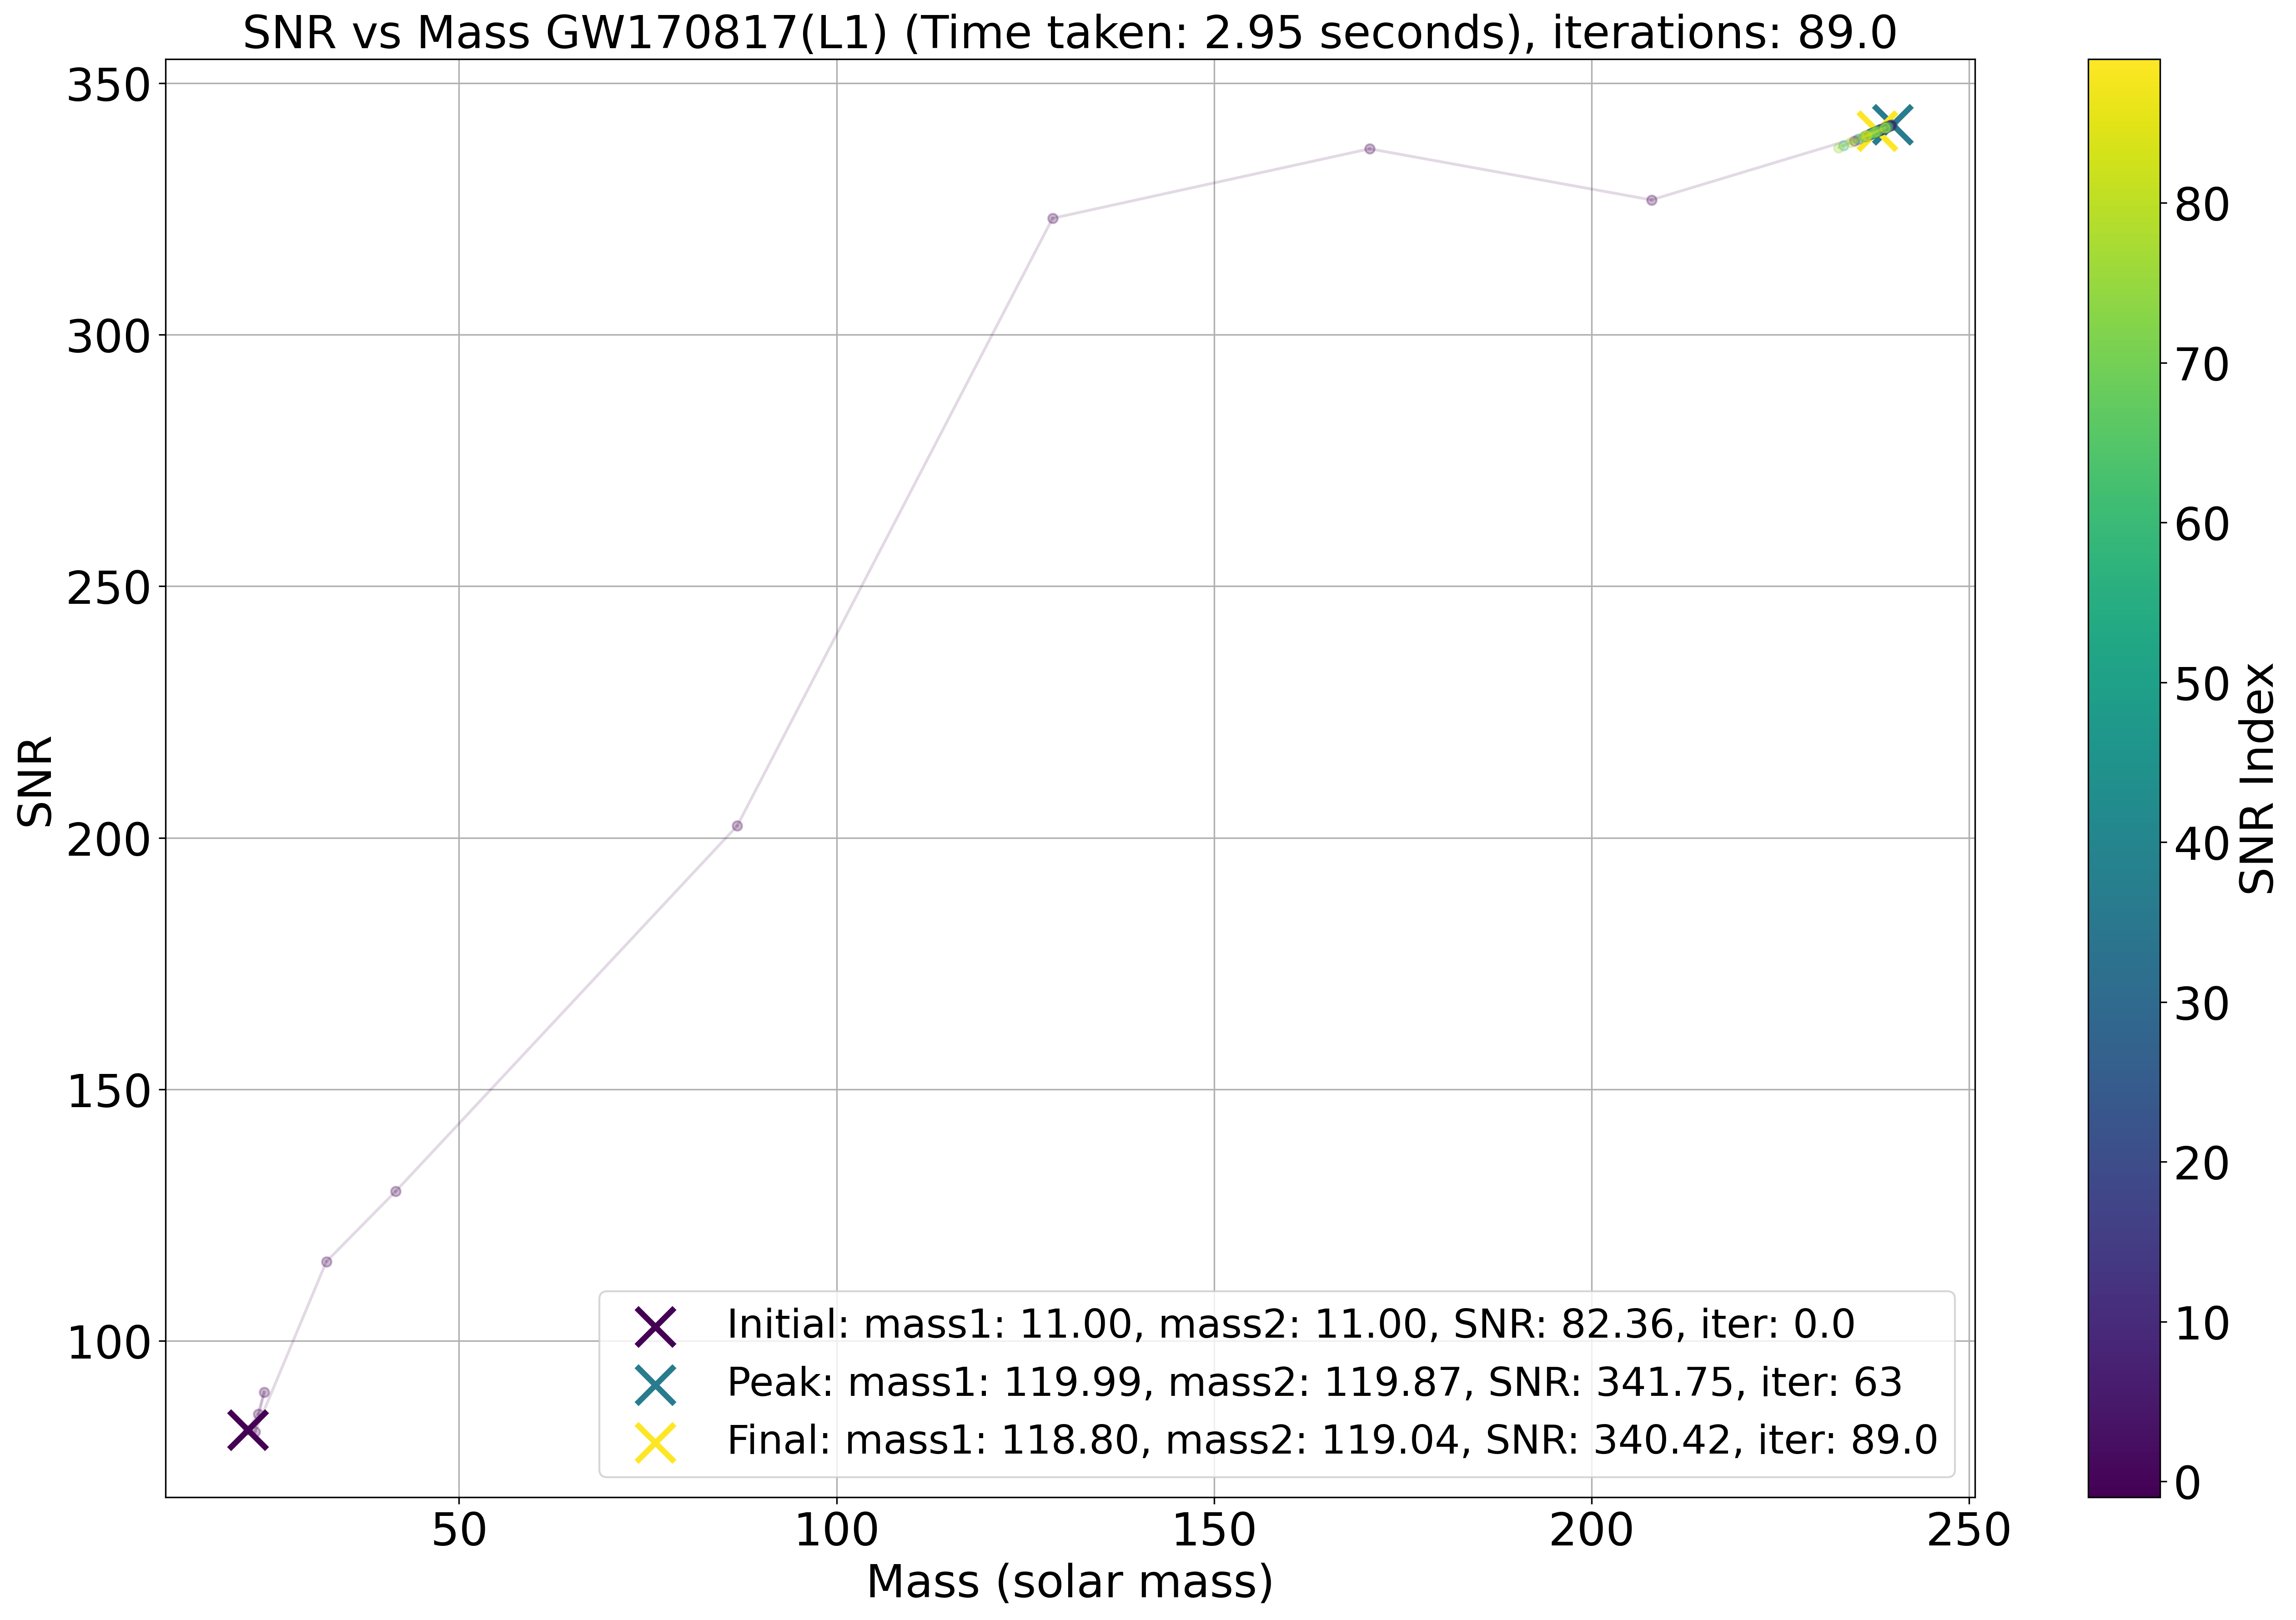 SNR vs Mass GW170817(L1) (Time taken: 2.95 seconds), iterations: 89.0
350
300
250
200
150
100
SNR
50
100
150
200
250
Mass (solar mass)
Initial: mass1: 11.00, mass2: 11.00, SNR: 82.36, iter: 0.0
Peak: mass1: 119.99, mass2: 119.87, SNR: 341.75, iter: 63
Final: mass1: 118.80, mass2: 119.04, SNR: 340.42, iter: 89.0
80
70
60
50
40
30
20
10
0
SNR Index